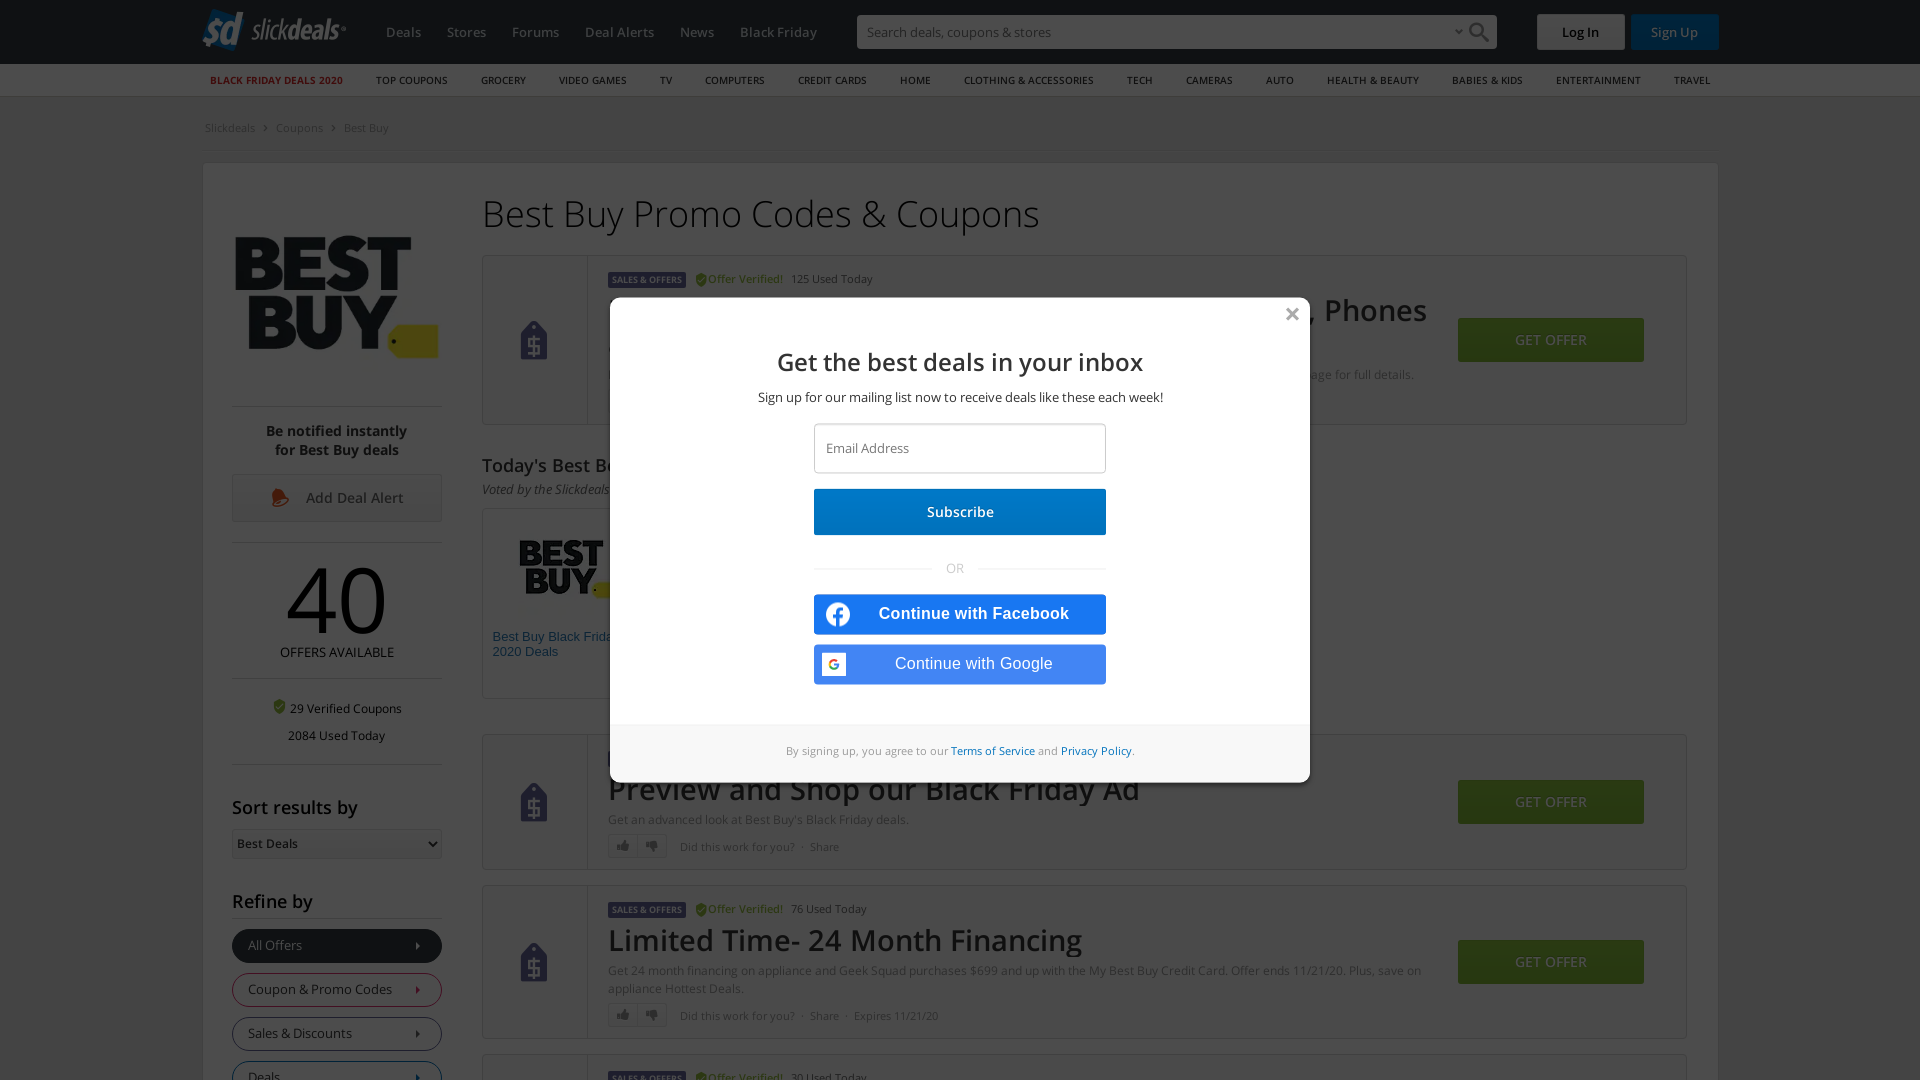 sd slickdeals
Deals Stores Forums Deal Alerts News Black Friday
Search deals, coupons & stores
Log In
Sign Up
BLACK FRIDAY DEALS 2020 TOP COUPONS GROCERY VIDEO GAMES TV COMPUTERS CREDIT CARDS HOME CLOTHING & ACCESSORIES TECH CAMERAS AUTO HEALTH & BEAUTY BABIES & KIDS ENTERTAINMENT TRAVEL
Slickdeals Coupons Best Buy
BEST
BUY
Be notified instantly
for Best Buy deals
Add Deal Alert
40
OFFERS AVAILABLE
29 Verified Coupons
2084 Used Today
Sort results by
Best Deals
Refine by
All Offers
Coupon & Promo Codes
Sales & Discounts
Deals
Best Buy Promo Codes & Coupons
SALES & OFFERS Offer Verified! 125 Used Today
, Phones
age for full details.
GET OFFER
Today's Best Be
Voted by the Slickdeals
BEST
BUY
Best Buy Black Frida
2020 Deals
Preview and Shop our Black Friday Ad
Get an advanced look at Best Buy's Black Friday deals.
Did this work for you? · Share
GET OFFER
SALES & OFFERS Offer Verified! 76 Used Today
Limited Time- 24 Month Financing
Get 24 month financing on appliance and Geek Squad purchases $699 and up with the My Best Buy Credit Card. Offer ends 11/21/20. Plus, save on
appliance Hottest Deals.
Did this work for you? · Share · Expires 11/21/20
GET OFFER
SALES & OFFERS Offer Verified! 30 Used Today
Get the best deals in your inbox
Sign up for our mailing list now to receive deals like these each week!
Email Address
Subscribe
OR
Continue with Facebook
Continue with Google
By signing up, you agree to our Terms of Service and Privacy Policy.